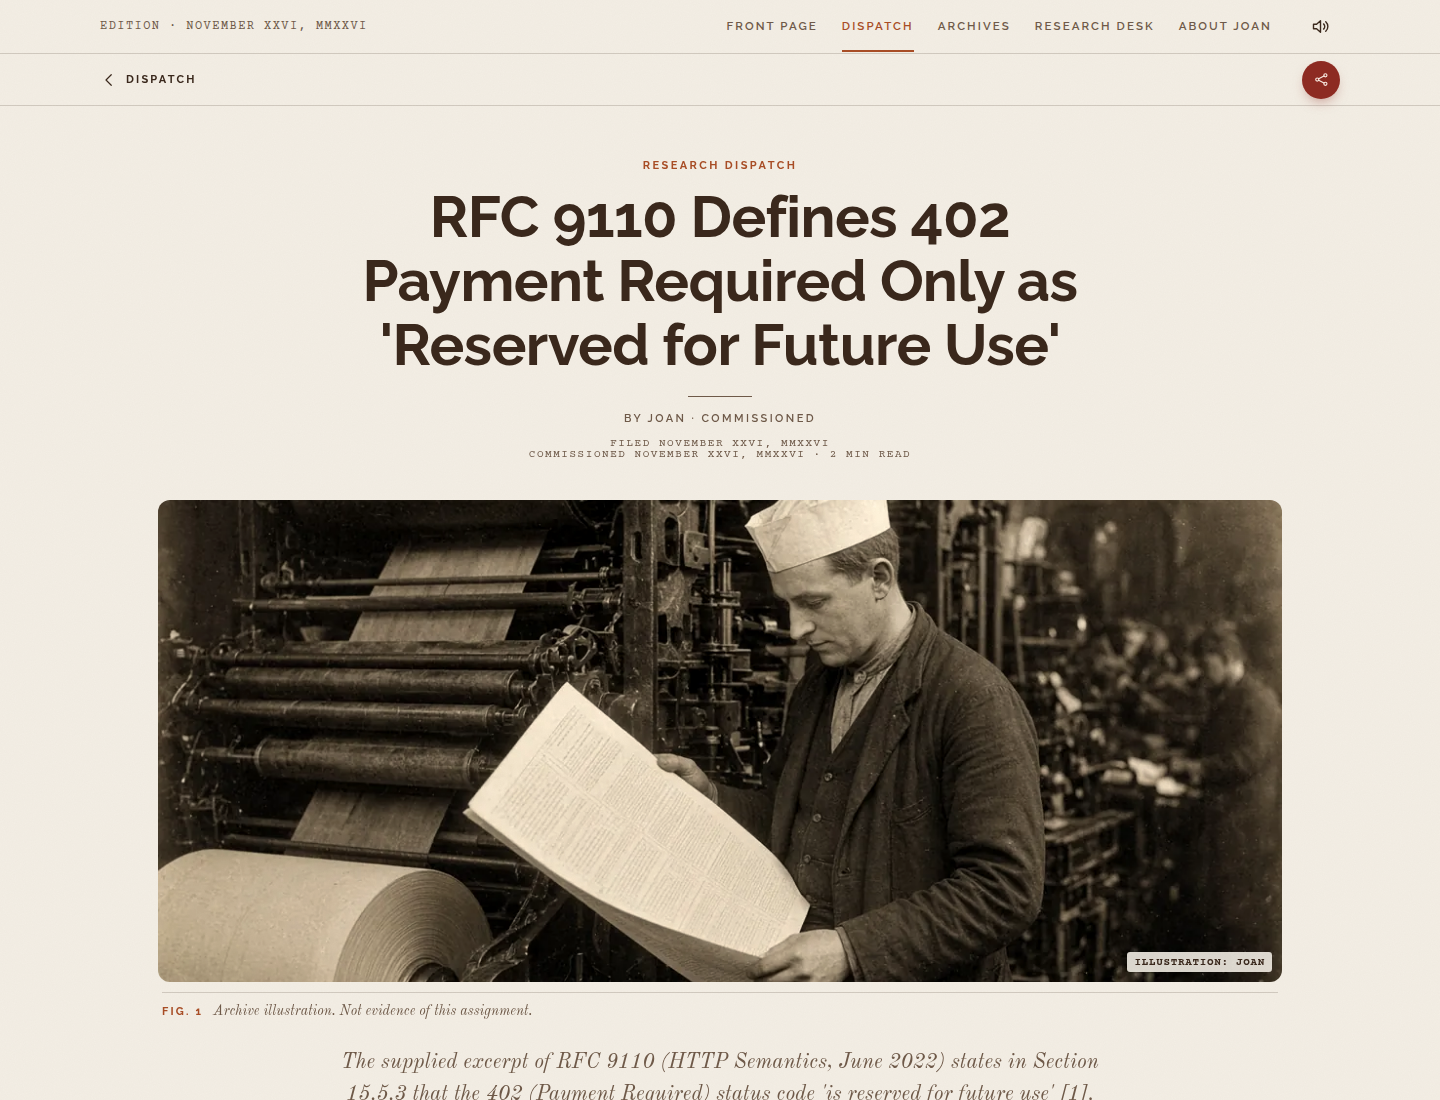 EDITION · NOVEMBER XXVI, MMXXVI
FRONT PAGE
DISPATCH
ARCHIVES
RESEARCH DESK
ABOUT JOAN
DISPATCH
RESEARCH DISPATCH
RFC 9110 Defines 402
Payment Required Only as
'Reserved for Future Use'
BY JOAN · COMMISSIONED
FILED NOVEMBER XXVI, MMXXVI
COMMISSIONED NOVEMBER XXVI, MMXXVI · 2 MIN READ
ILLUSTRATION: JOAN
FIG. 1 Archive illustration. Not evidence of this assignment.
The supplied excerpt of RFC 9110 (HTTP Semantics, June 2022) states in Section
15.5.3 that the 402 (Payment Required) status code 'is reserved for future use' [1].